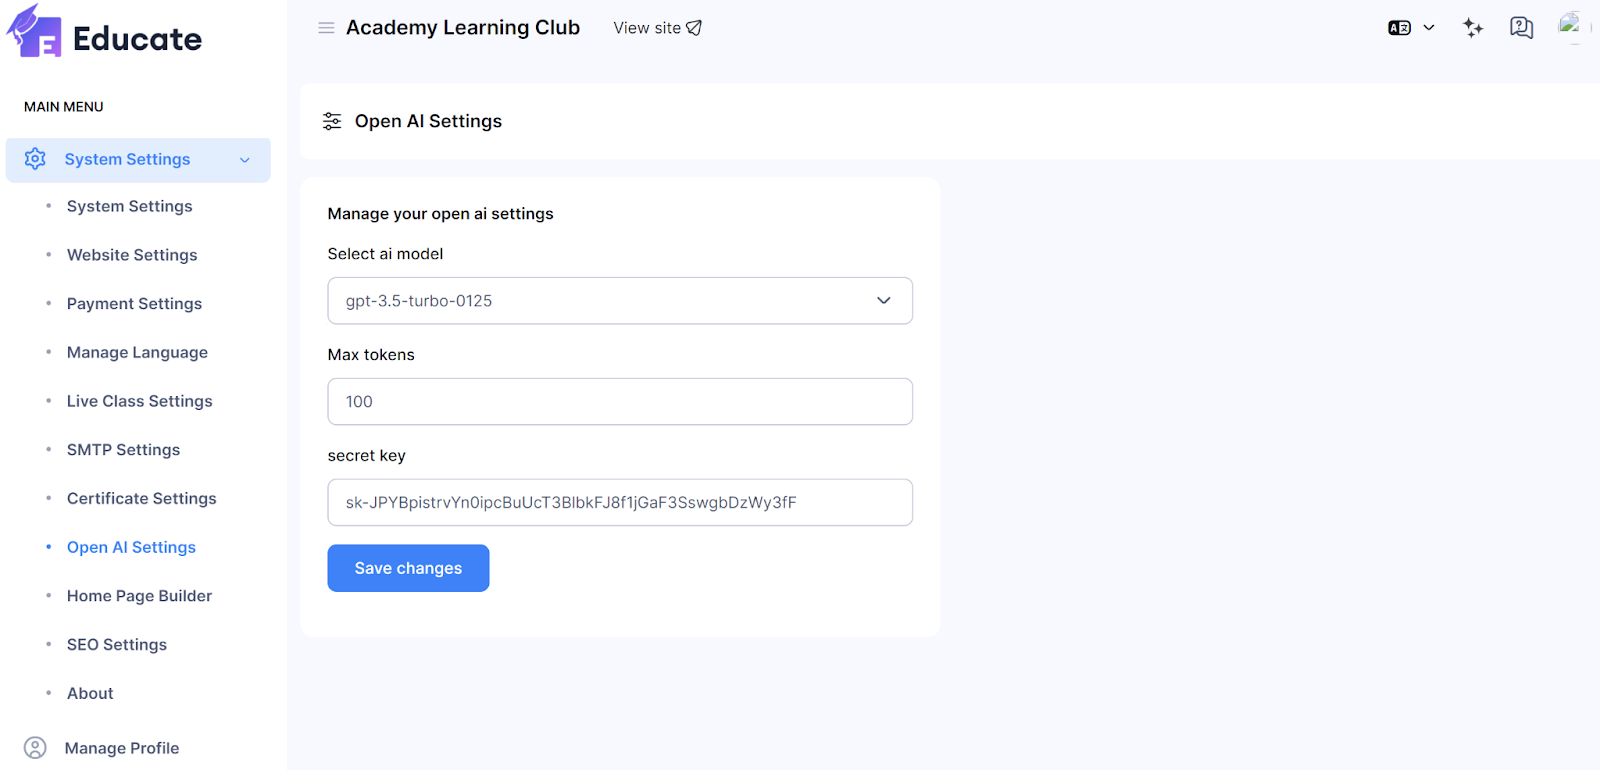 Educate
Academy Learning Club
View site
MAIN MENU
System Settings
System Settings
Website Settings
Payment Settings
Manage Language
Live Class Settings
SMTP Settings
Certificate Settings
Open AI Settings
Home Page Builder
SEO Settings
About
Manage Profile
Open AI Settings
Manage your open ai settings
Select ai model
gpt-3.5-turbo-0125
Max tokens
100
secret key
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
Save changes